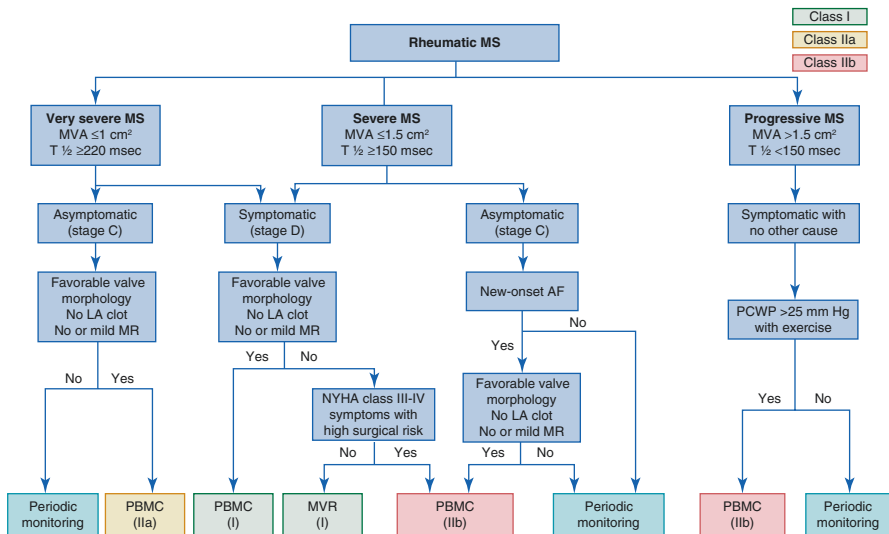 Class I
Class IIa
Class IIb
Rheumatic MS
Very severe MS
MVA ≤1 cm²
T ½ ≥220 msec
Severe MS
MVA ≤1.5 cm²
T ½ ≥150 msec
Progressive MS
MVA >1.5 cm²
T ½ <150 msec
Asymptomatic
(stage C)
Symptomatic
(stage D)
Asymptomatic
(stage C)
Symptomatic with
no other cause
Favorable valve
morphology
No LA clot
No or mild MR
Favorable valve
morphology
No LA clot
No or mild MR
New-onset AF
PCWP >25 mm Hg
with exercise
No
Yes
Yes
No
Yes
No
NYHA class III-IV
symptoms with
high surgical risk
Favorable valve
morphology
No LA clot
No or mild MR
Yes
No
No
Yes
Yes
No
Periodic
monitoring
PBMC
(IIa)
PBMC
(I)
MVR
(I)
PBMC
(IIb)
Periodic
monitoring
PBMC
(IIb)
Periodic
monitoring